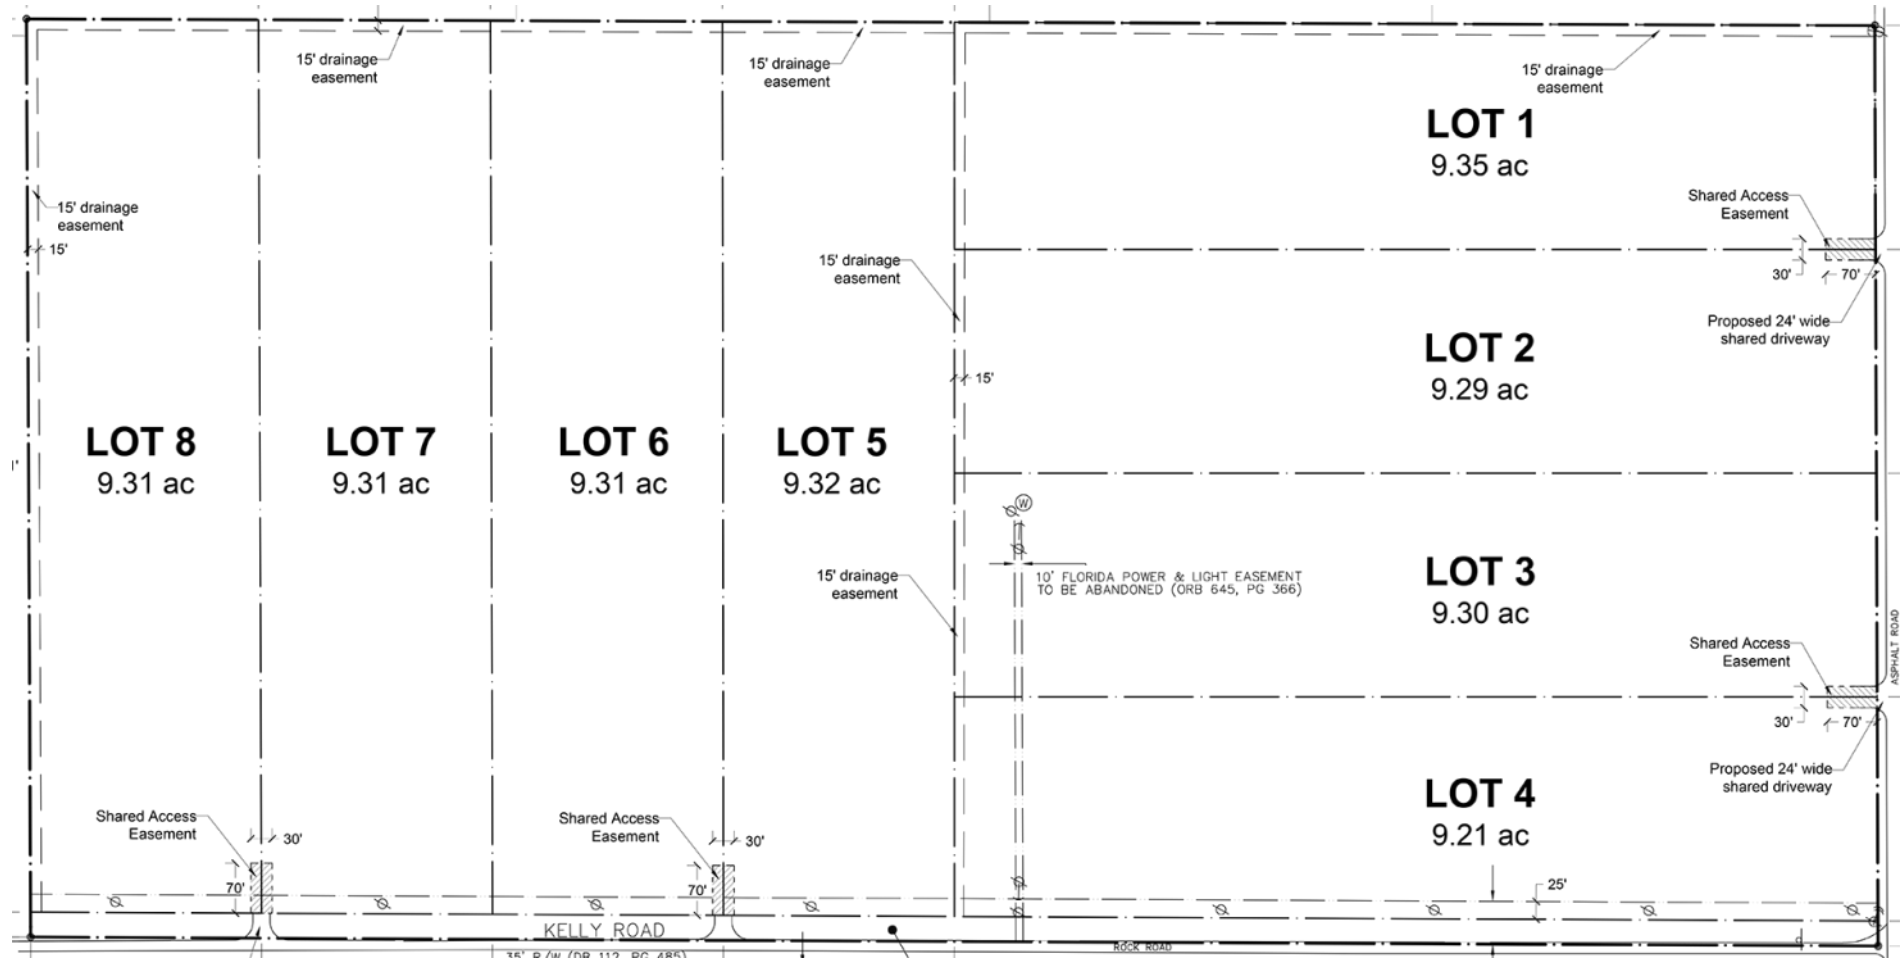 15' drainage
easement
15' drainage
easement
15' drainage
easement
LOT 1
9.35 ac
Shared Access
Easement
15' drainage
easement
15'
15' drainage
easement
30'
70'
Proposed 24' wide
shared driveway
LOT 2
9.29 ac
15'
LOT 8
9.31 ac
LOT 7
9.31 ac
LOT 6
9.31 ac
LOT 5
9.32 ac
W
10' FLORIDA POWER & LIGHT EASEMENT
TO BE ABANDONED (ORB 645, PG 366)
15' drainage
easement
LOT 3
9.30 ac
ASPHALT ROAD
Shared Access
Easement
30'
70'
Proposed 24' wide
shared driveway
LOT 4
9.21 ac
Shared Access
Easement
30'
70'
Shared Access
Easement
30'
70'
25'
KELLY ROAD
ROCK ROAD
35' R/W (DB 112, PG 485)